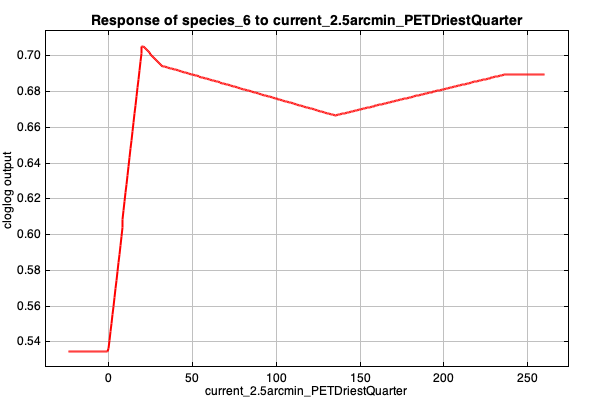 Response of species_6 to current_2.5arcmin_PETDriestQuarter
0.70
0.68
0.66
0.64
0.62
0.60
0.58
0.56
0.54
cloglog output
0 50 100 150 200 250
current_2.5arcmin_PETDriestQuarter